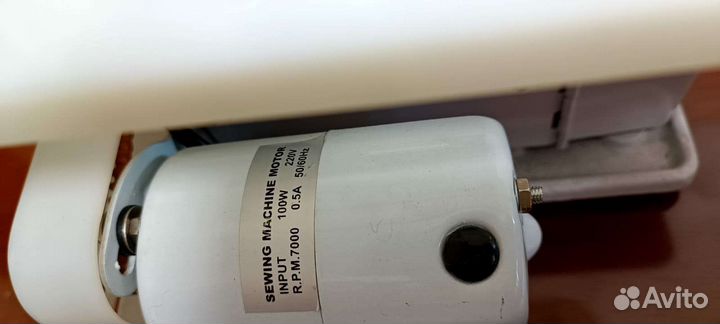 SEWING MACHINE MOTOR
INPUT 100W 220V
R.P.M.7000 0.5A 50/60Hz
Avito